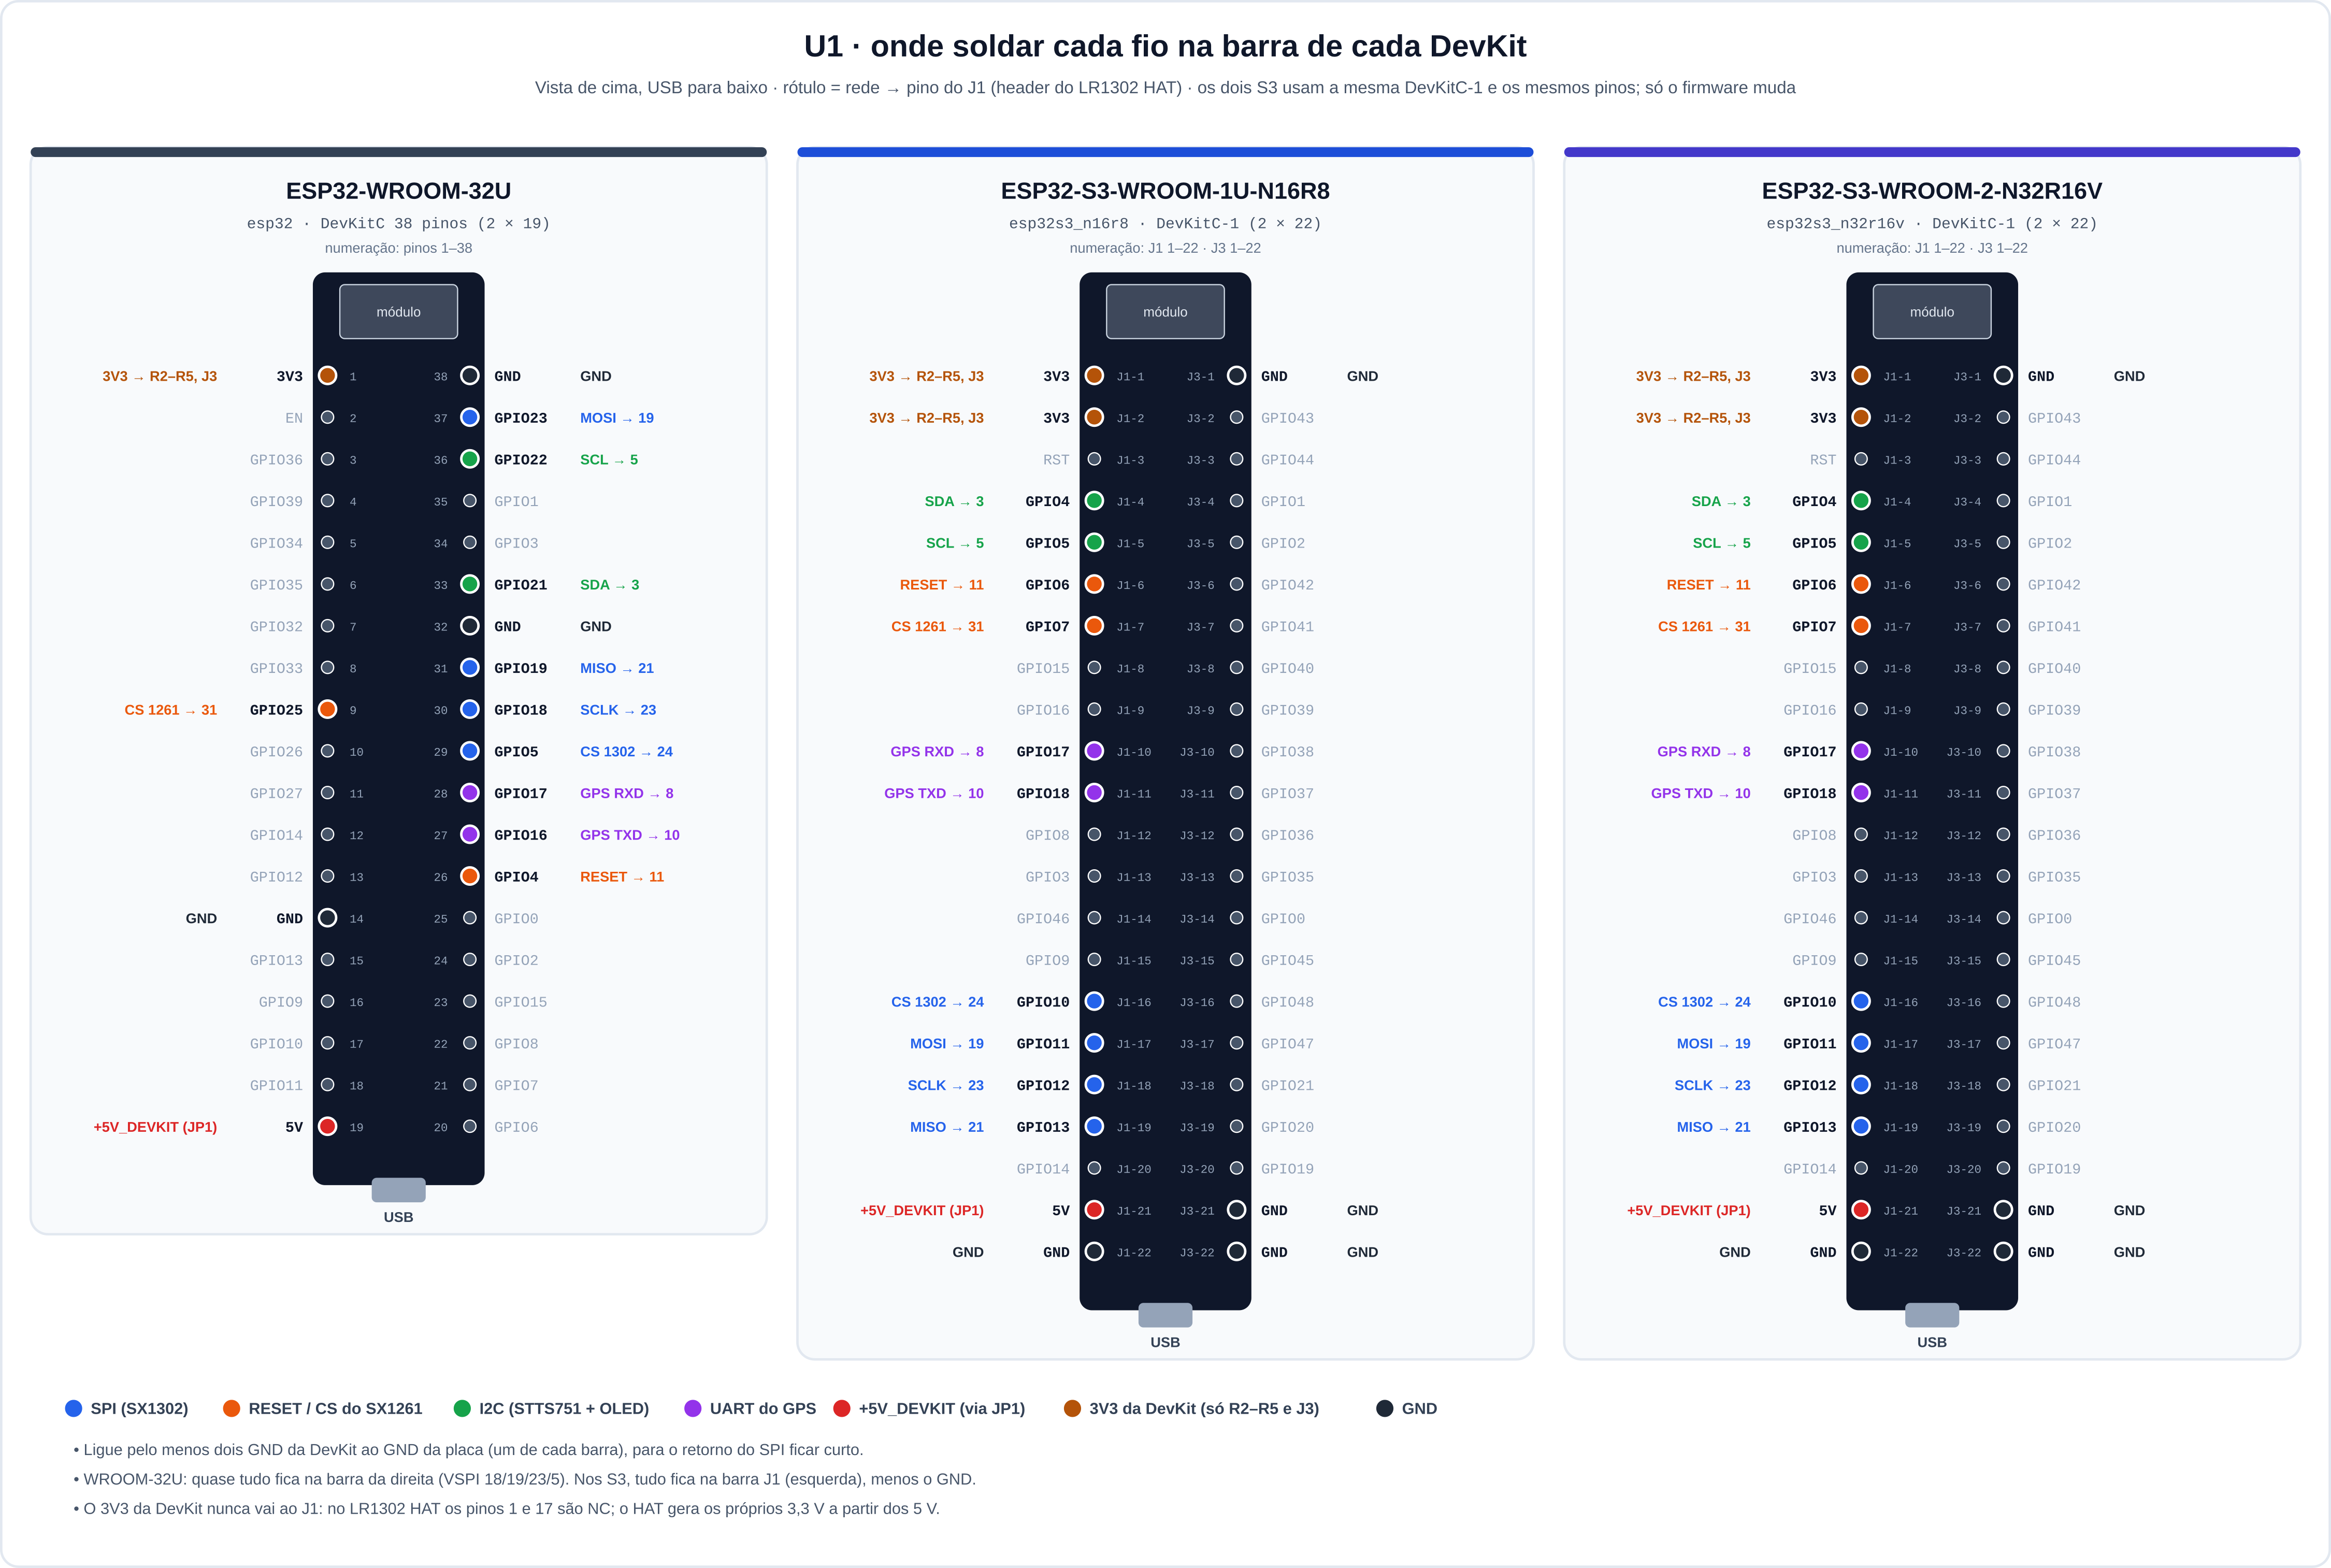 U1 · onde soldar cada fio na barra de cada DevKit
Vista de cima, USB para baixo · rótulo = rede → pino do J1 (header do LR1302 HAT) · os dois S3 usam a mesma DevKitC-1 e os mesmos pinos; só o firmware muda
ESP32-WROOM-32U
esp32 · DevKitC 38 pinos (2 × 19)
numeração: pinos 1–38
módulo
3V3 → R2–R5, J3 3V3 1 38 GND GND
EN 2 37 GPIO23 MOSI → 19
GPIO36 3 36 GPIO22 SCL → 5
GPIO39 4 35 GPIO1
GPIO34 5 34 GPIO3
GPIO35 6 33 GPIO21 SDA → 3
GPIO32 7 32 GND GND
GPIO33 8 31 GPIO19 MISO → 21
CS 1261 → 31 GPIO25 9 30 GPIO18 SCLK → 23
GPIO26 10 29 GPIO5 CS 1302 → 24
GPIO27 11 28 GPIO17 GPS RXD → 8
GPIO14 12 27 GPIO16 GPS TXD → 10
GPIO12 13 26 GPIO4 RESET → 11
GND GND 14 25 GPIO0
GPIO13 15 24 GPIO2
GPIO9 16 23 GPIO15
GPIO10 17 22 GPIO8
GPIO11 18 21 GPIO7
+5V_DEVKIT (JP1) 5V 19 20 GPIO6
USB
ESP32-S3-WROOM-1U-N16R8
esp32s3_n16r8 · DevKitC-1 (2 × 22)
numeração: J1 1–22 · J3 1–22
módulo
3V3 → R2–R5, J3 3V3 J1-1 J3-1 GND GND
3V3 → R2–R5, J3 3V3 J1-2 J3-2 GPIO43
RST J1-3 J3-3 GPIO44
SDA → 3 GPIO4 J1-4 J3-4 GPIO1
SCL → 5 GPIO5 J1-5 J3-5 GPIO2
RESET → 11 GPIO6 J1-6 J3-6 GPIO42
CS 1261 → 31 GPIO7 J1-7 J3-7 GPIO41
GPIO15 J1-8 J3-8 GPIO40
GPIO16 J1-9 J3-9 GPIO39
GPS RXD → 8 GPIO17 J1-10 J3-10 GPIO38
GPS TXD → 10 GPIO18 J1-11 J3-11 GPIO37
GPIO8 J1-12 J3-12 GPIO36
GPIO3 J1-13 J3-13 GPIO35
GPIO46 J1-14 J3-14 GPIO0
GPIO9 J1-15 J3-15 GPIO45
CS 1302 → 24 GPIO10 J1-16 J3-16 GPIO48
MOSI → 19 GPIO11 J1-17 J3-17 GPIO47
SCLK → 23 GPIO12 J1-18 J3-18 GPIO21
MISO → 21 GPIO13 J1-19 J3-19 GPIO20
GPIO14 J1-20 J3-20 GPIO19
+5V_DEVKIT (JP1) 5V J1-21 J3-21 GND GND
GND GND J1-22 J3-22 GND GND
USB
ESP32-S3-WROOM-2-N32R16V
esp32s3_n32r16v · DevKitC-1 (2 × 22)
numeração: J1 1–22 · J3 1–22
módulo
3V3 → R2–R5, J3 3V3 J1-1 J3-1 GND GND
3V3 → R2–R5, J3 3V3 J1-2 J3-2 GPIO43
RST J1-3 J3-3 GPIO44
SDA → 3 GPIO4 J1-4 J3-4 GPIO1
SCL → 5 GPIO5 J1-5 J3-5 GPIO2
RESET → 11 GPIO6 J1-6 J3-6 GPIO42
CS 1261 → 31 GPIO7 J1-7 J3-7 GPIO41
GPIO15 J1-8 J3-8 GPIO40
GPIO16 J1-9 J3-9 GPIO39
GPS RXD → 8 GPIO17 J1-10 J3-10 GPIO38
GPS TXD → 10 GPIO18 J1-11 J3-11 GPIO37
GPIO8 J1-12 J3-12 GPIO36
GPIO3 J1-13 J3-13 GPIO35
GPIO46 J1-14 J3-14 GPIO0
GPIO9 J1-15 J3-15 GPIO45
CS 1302 → 24 GPIO10 J1-16 J3-16 GPIO48
MOSI → 19 GPIO11 J1-17 J3-17 GPIO47
SCLK → 23 GPIO12 J1-18 J3-18 GPIO21
MISO → 21 GPIO13 J1-19 J3-19 GPIO20
GPIO14 J1-20 J3-20 GPIO19
+5V_DEVKIT (JP1) 5V J1-21 J3-21 GND GND
GND GND J1-22 J3-22 GND GND
USB
SPI (SX1302) RESET / CS do SX1261 I2C (STTS751 + OLED) UART do GPS +5V_DEVKIT (via JP1) 3V3 da DevKit (só R2–R5 e J3) GND
• Ligue pelo menos dois GND da DevKit ao GND da placa (um de cada barra), para o retorno do SPI ficar curto.
• WROOM-32U: quase tudo fica na barra da direita (VSPI 18/19/23/5). Nos S3, tudo fica na barra J1 (esquerda), menos o GND.
• O 3V3 da DevKit nunca vai ao J1: no LR1302 HAT os pinos 1 e 17 são NC; o HAT gera os próprios 3,3 V a partir dos 5 V.